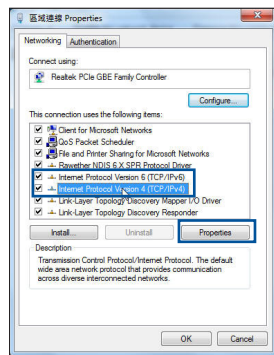 區域連線 Properties
Networking Authentication
Connect using:
Realtek PCIe GBE Family Controller
Configure...
This connection uses the following items:
Client for Microsoft Networks
QoS Packet Scheduler
File and Printer Sharing for Microsoft Networks
Rawether NDIS 6.X SPR Protocol Driver
Internet Protocol Version 6 (TCP/IPv6)
Internet Protocol Version 4 (TCP/IPv4)
Link-Layer Topology Discovery Mapper I/O Driver
Link-Layer Topology Discovery Responder
Install... Uninstall Properties
Description
Transmission Control Protocol/Internet Protocol. The default
wide area network protocol that provides communication
across diverse interconnected networks.
OK Cancel